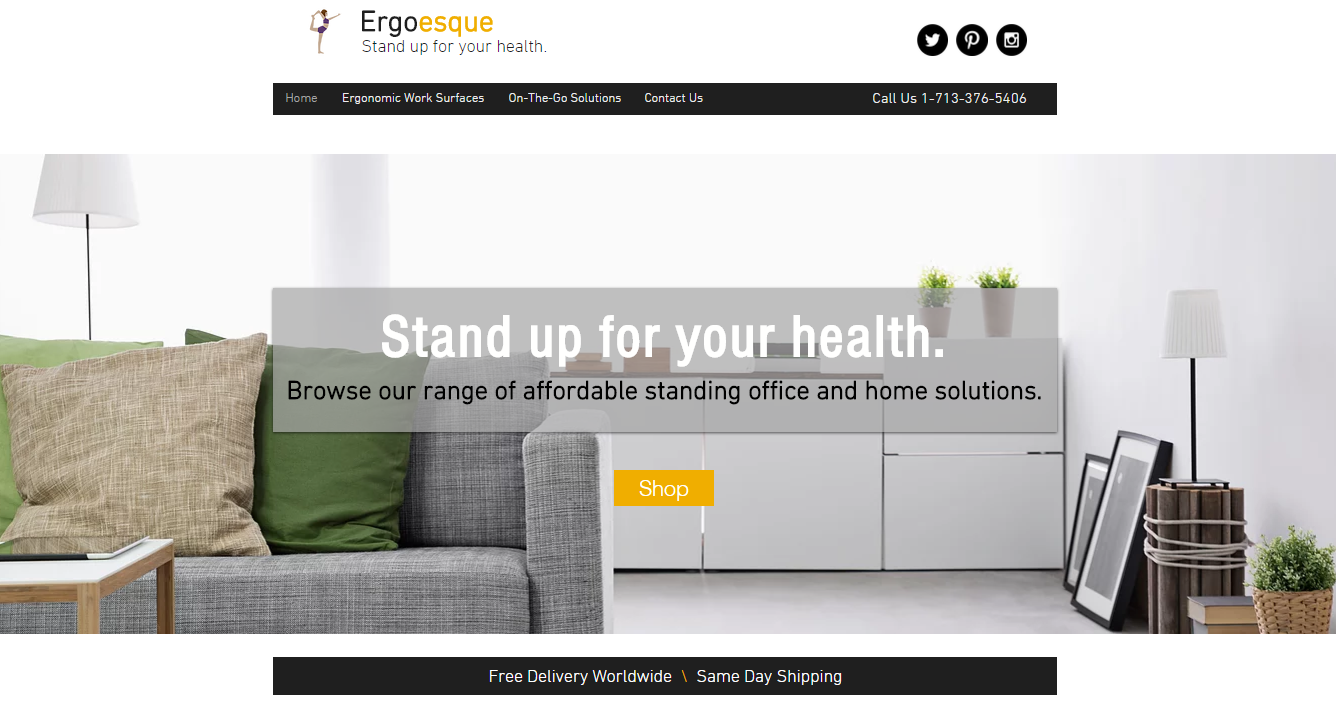 Ergoesque
Stand up for your health.
Home Ergonomic Work Surfaces On-The-Go Solutions Contact Us Call Us 1-713-376-5406
Stand up for your health.
Browse our range of affordable standing office and home solutions.
Shop
Free Delivery Worldwide \ Same Day Shipping